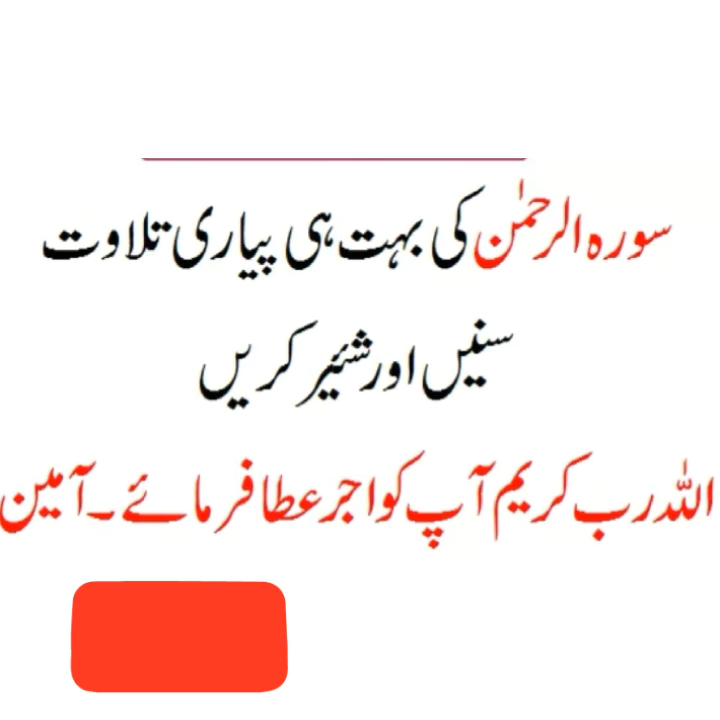 سورہ الرحمٰن کی بہت ہی پیاری تلاوت
سنیں اور شئیر کریں
اللہ رب کریم آپ کو اجر عطا فرمائے ۔ آمین